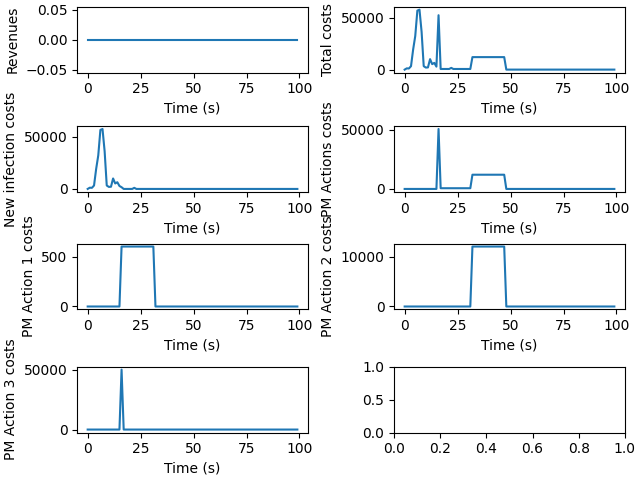 Revenues
0.05
0.00
−0.05
0 25 50 75 100
Time (s)
Total costs
50000
0
0 25 50 75 100
Time (s)
New infection costs
50000
0
0 25 50 75 100
Time (s)
PM Actions costs
50000
0
0 25 50 75 100
Time (s)
PM Action 1 costs
500
0
0 25 50 75 100
Time (s)
PM Action 2 costs
10000
0
0 25 50 75 100
Time (s)
PM Action 3 costs
50000
0
0 25 50 75 100
Time (s)
1.0
0.5
0.0
0.0 0.2 0.4 0.6 0.8 1.0